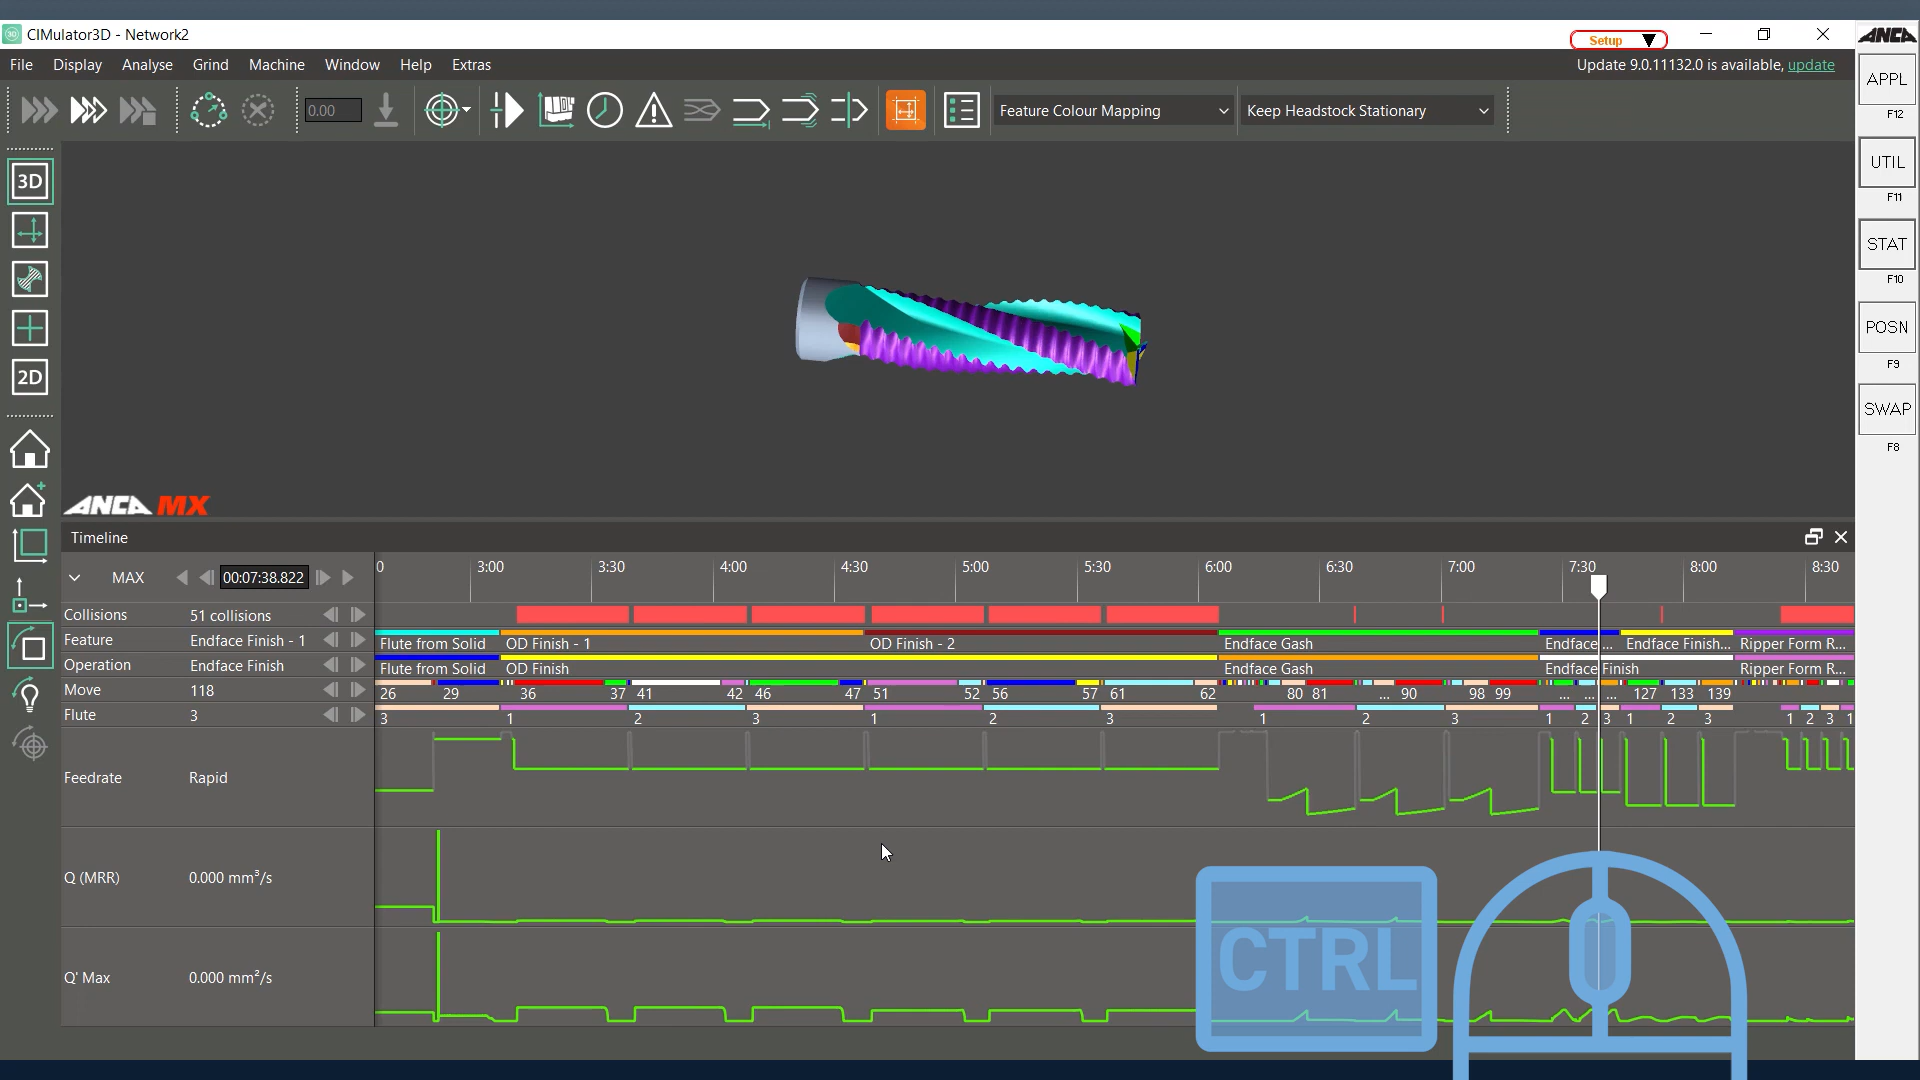 CIMulator3D - Network2
Setup
ANCA
File Display Analyse Grind Machine Window Help Extras
Update 9.0.11132.0 is available, update
APPL
F12
0.00
Feature Colour Mapping
Keep Headstock Stationary
UTIL
F11
3D
STAT
F10
POSN
F9
2D
SWAP
F8
ANCA MX
Timeline
MAX 00:07:38.822
0 3:00 3:30 4:00 4:30 5:00 5:30 6:00 6:30 7:00 7:30 8:00 8:30
Collisions 51 collisions
Feature Endface Finish - 1
Flute from Solid OD Finish - 1 OD Finish - 2 Endface Gash Endface ... Endface Finish... Ripper Form R...
Operation Endface Finish
Flute from Solid OD Finish Endface Gash Endface Finish Ripper Form R...
Move 118
26 29 36 37 41 42 46 47 51 52 56 57 61 62 80 81 ... 90 98 99 ... ... ... 127 133 139
Flute 3
3 1 2 3 1 2 3 1 2 3 1 2 3 1 2 3 1 2 3 1
Feedrate Rapid
Q (MRR) 0.000 mm³/s
Q' Max 0.000 mm²/s
CTRL